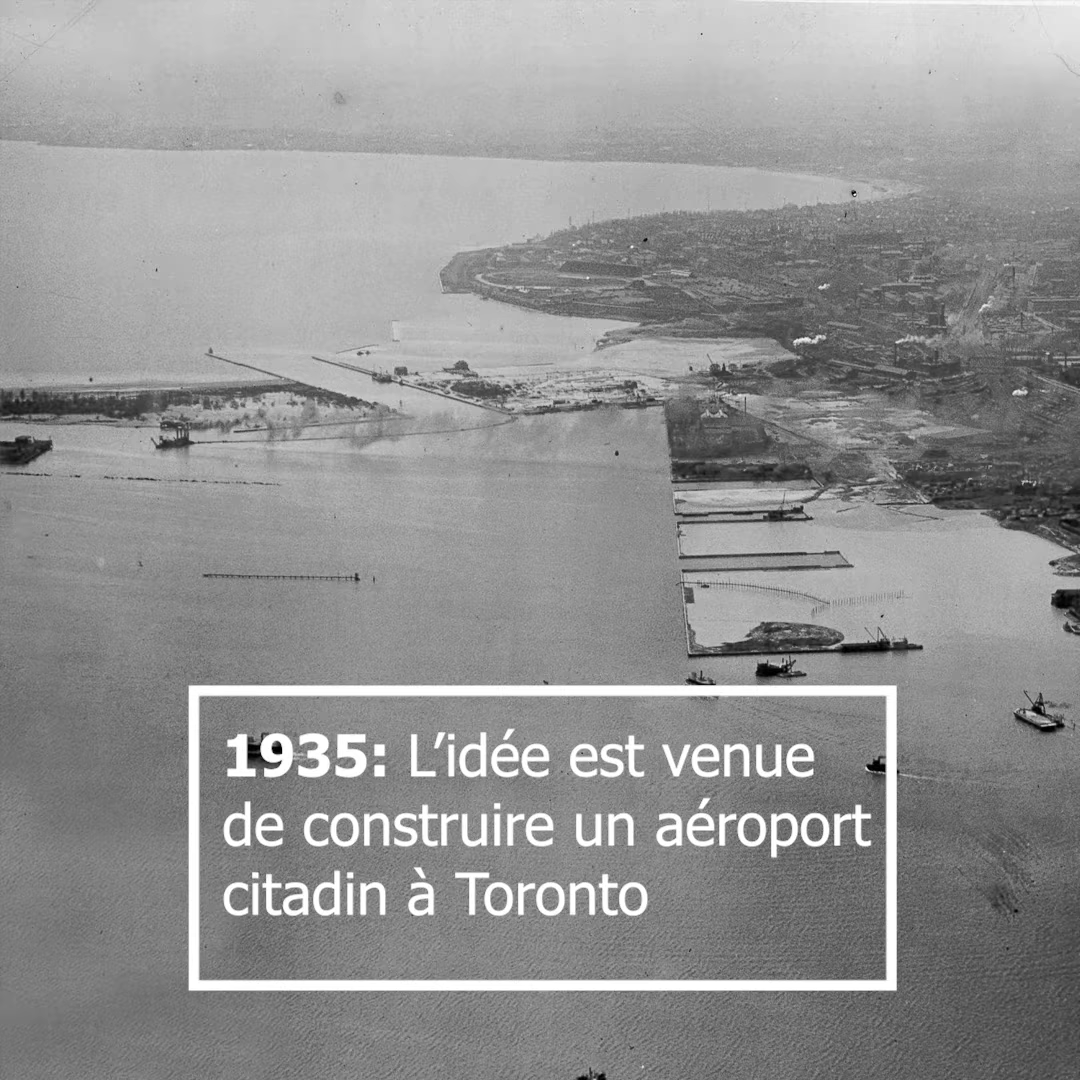 1935: L’idée est venue
de construire un aéroport
citadin à Toronto